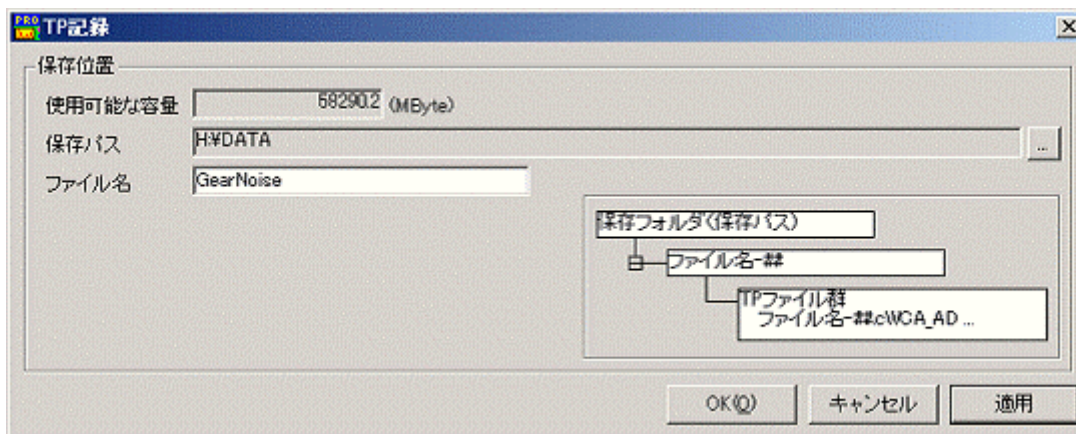 PRO TP記録
保存位置
使用可能な容量 58290.2 (MByte)
保存パス H:¥DATA ...
ファイル名 GearNoise
保存フォルダ(保存パス)
ファイル名-##
TPファイル群
ファイル名-##.cWCA_AD ...
OK(O) キャンセル 適用